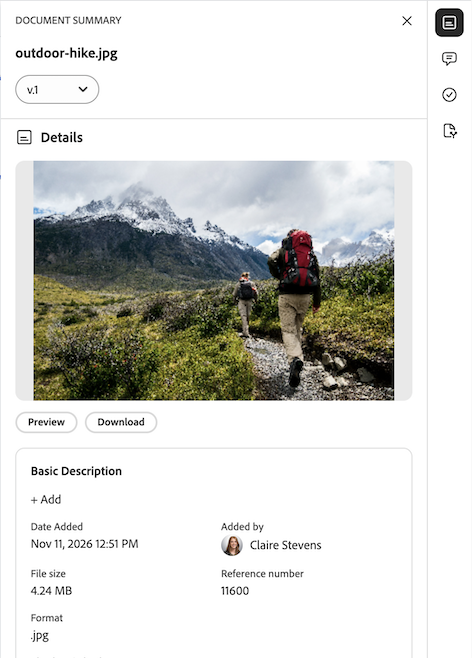 DOCUMENT SUMMARY
outdoor-hike.jpg
v.1
Details
Preview
Download
Basic Description
+ Add
Date Added
Added by
Nov 11, 2026 12:51 PM
Claire Stevens
File size
Reference number
4.24 MB
11600
Format
.jpg